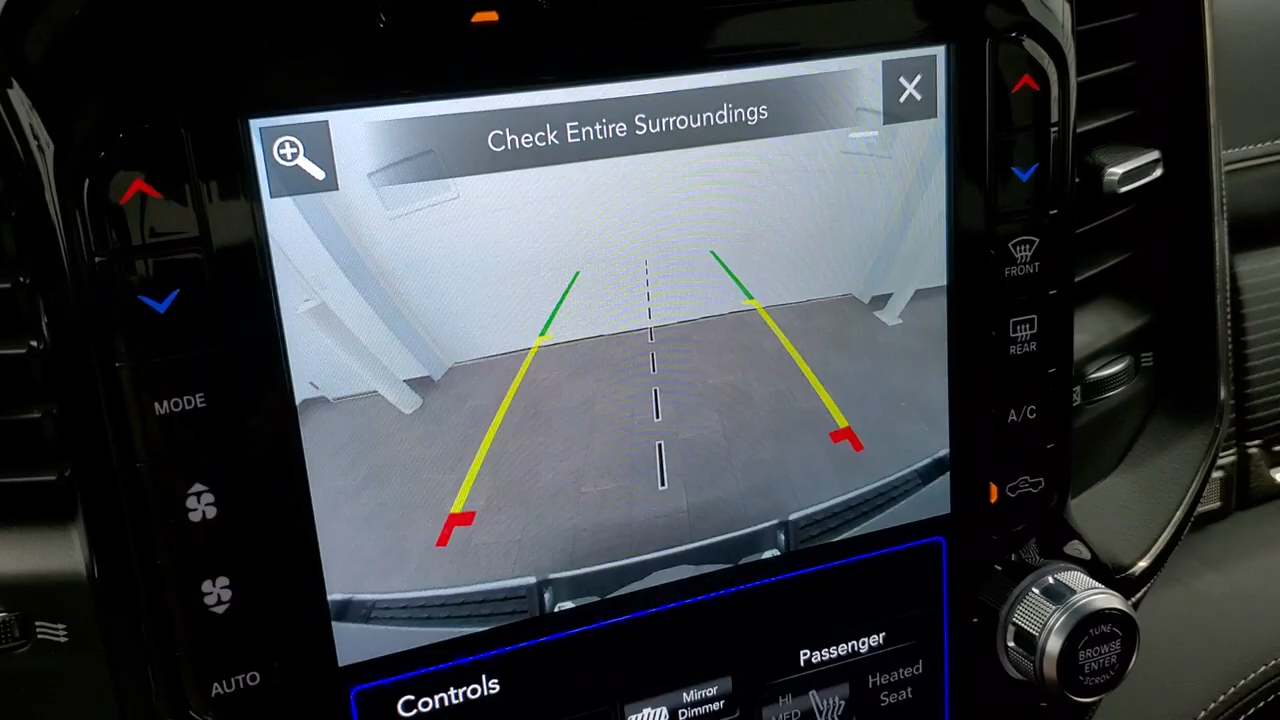 Check Entire Surroundings
FRONT
REAR
MODE
A/C
AUTO
TUNE
BROWSE
ENTER
SCROLL
Controls
Mirror
Dimmer
Passenger
HI
MED
Heated
Seat